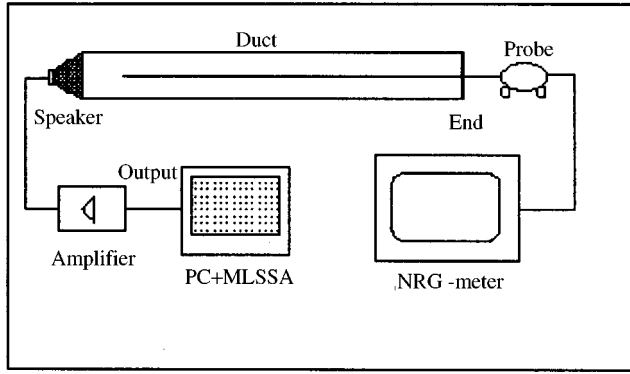 Duct
Probe
Speaker
End
Output
Amplifier
PC+MLSSA
NRG -meter